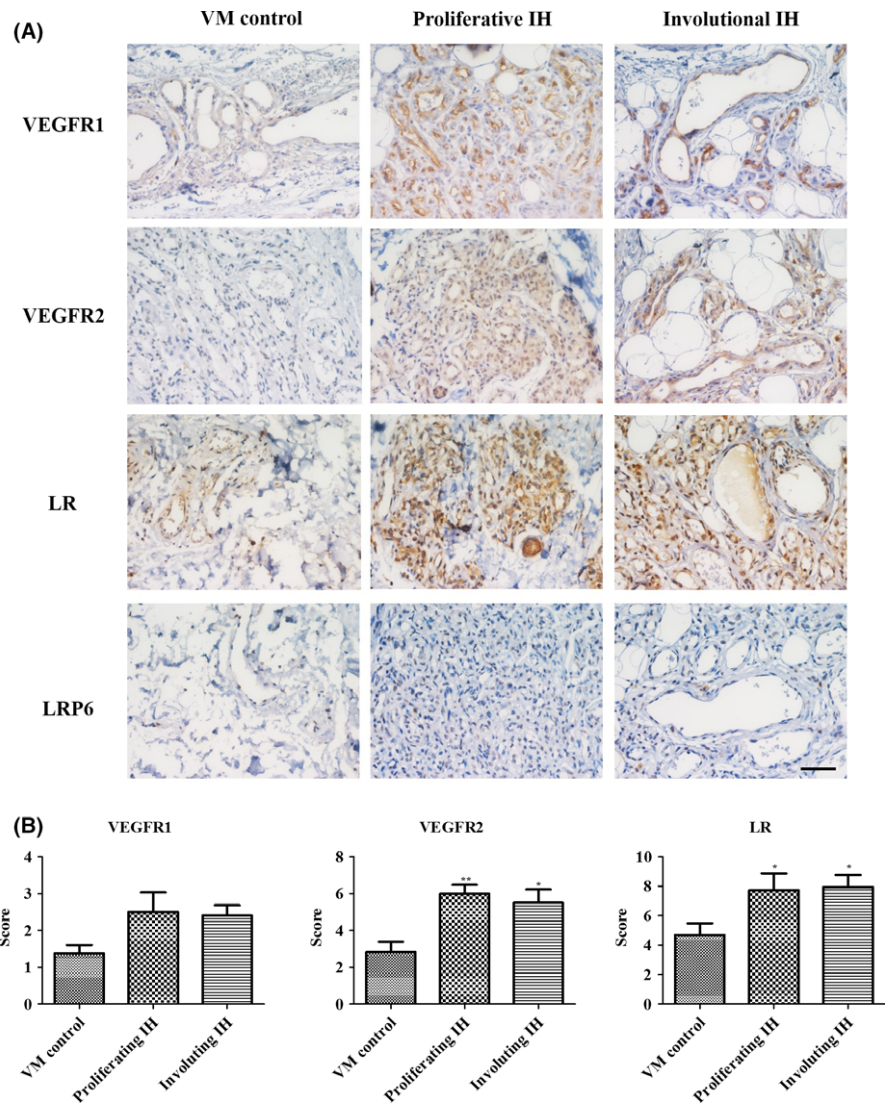 (A)
VM control Proliferative IH Involutional IH
VEGFR1
VEGFR2
LR
LRP6
(B)
VEGFR1 VEGFR2 LR
4
3
2
1
0
Score
VM control
Proliferating IH
Involuting IH
8
6
4
2
0
Score
**
*
VM control
Proliferating IH
Involuting IH
10
8
6
4
2
0
Score
*
*
VM control
Proliferating IH
Involuting IH